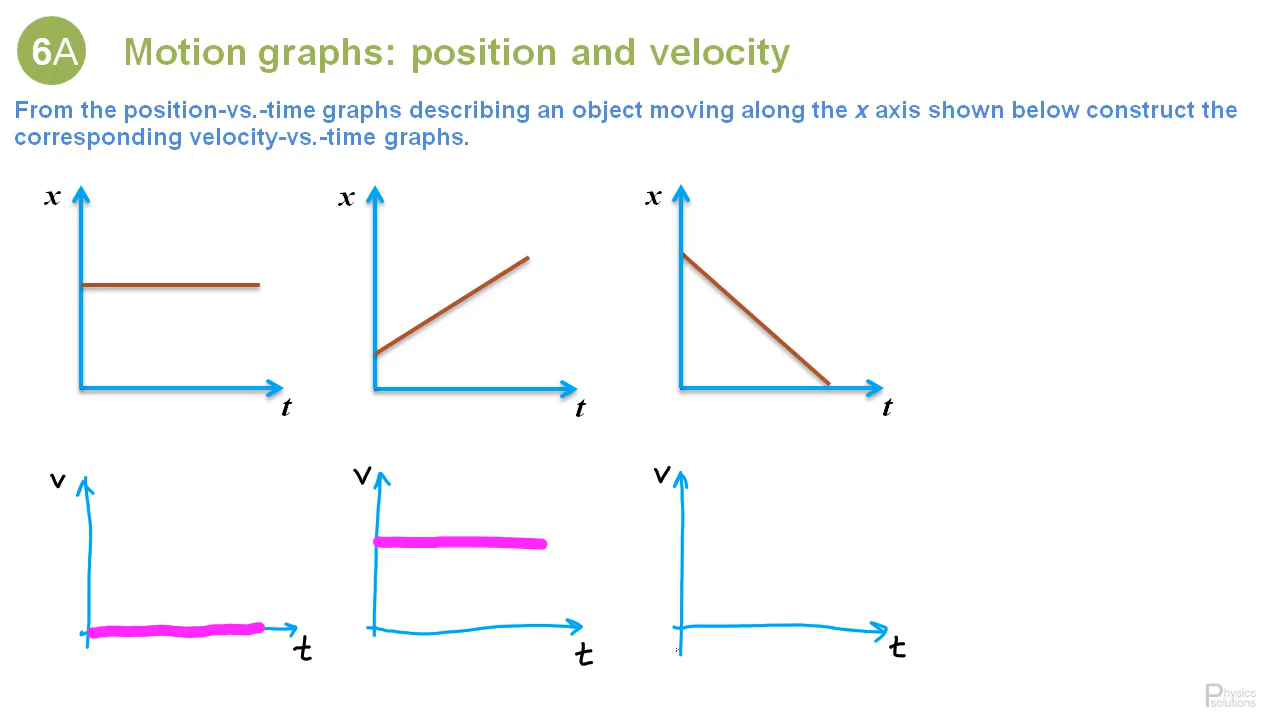 6A
Motion graphs: position and velocity
From the position-vs.-time graphs describing an object moving along the x axis shown below construct the
corresponding velocity-vs.-time graphs.
x
x
x
t
t
t
v
v
v
t
t
t
Physics
solutions